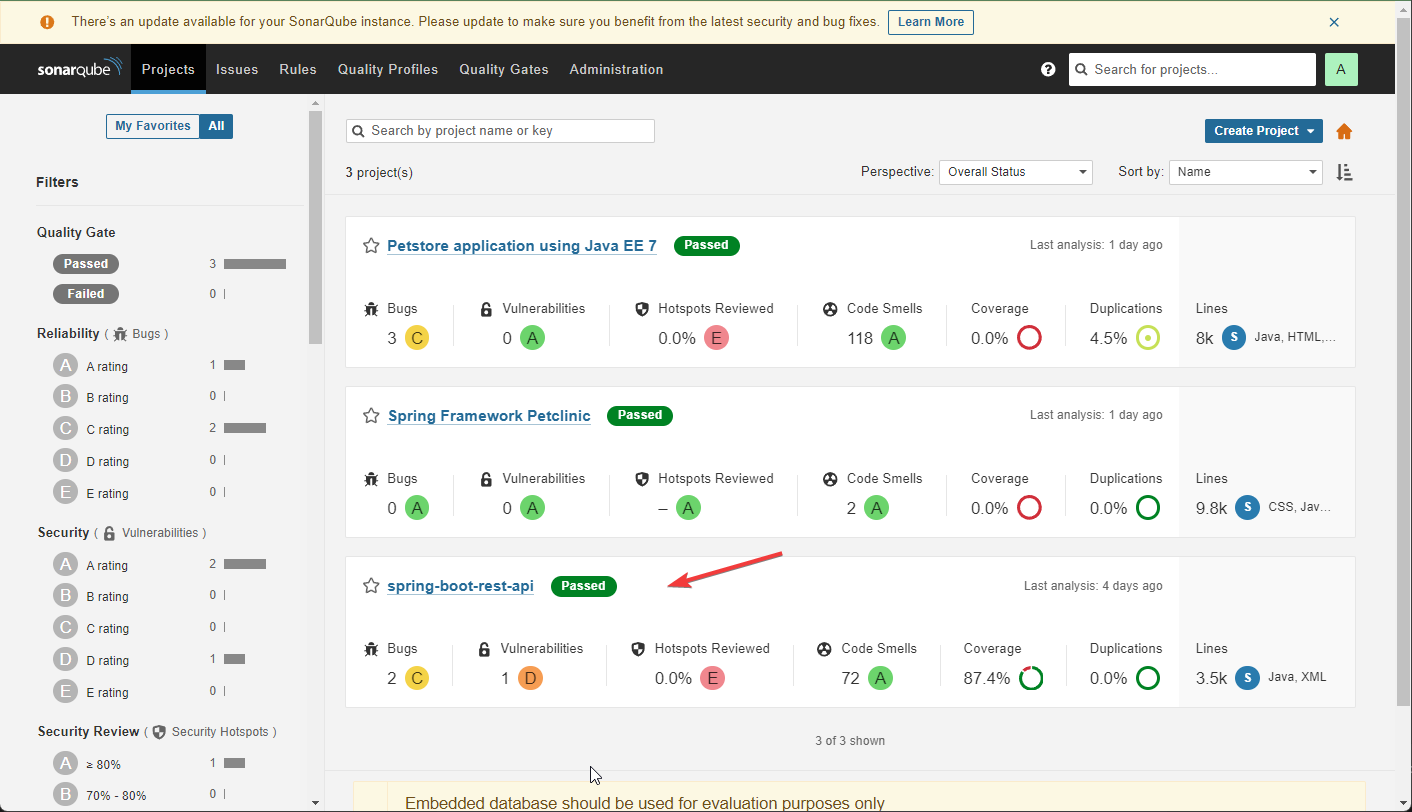 There's an update available for your SonarQube instance. Please update to make sure you benefit from the latest security and bug fixes. Learn More
sonarqube Projects Issues Rules Quality Profiles Quality Gates Administration ? Search for projects... A
My Favorites All
Filters
Quality Gate
Passed 3
Failed 0
Reliability ( Bugs )
A A rating 1
B B rating 0
C C rating 2
D D rating 0
E E rating 0
Security ( Vulnerabilities )
A A rating 2
B B rating 0
C C rating 0
D D rating 1
E E rating 0
Security Review ( Security Hotspots )
A ≥ 80% 1
B 70% - 80% 0
Search by project name or key Create Project
3 project(s) Perspective: Overall Status Sort by: Name
Petstore application using Java EE 7 Passed Last analysis: 1 day ago
Bugs Vulnerabilities Hotspots Reviewed Code Smells Coverage Duplications Lines
3 C 0 A 0.0% E 118 A 0.0% 4.5% 8k S Java, HTML,...
Spring Framework Petclinic Passed Last analysis: 1 day ago
Bugs Vulnerabilities Hotspots Reviewed Code Smells Coverage Duplications Lines
0 A 0 A – A 2 A 0.0% 0.0% 9.8k S CSS, Jav...
spring-boot-rest-api Passed Last analysis: 4 days ago
Bugs Vulnerabilities Hotspots Reviewed Code Smells Coverage Duplications Lines
2 C 1 D 0.0% E 72 A 87.4% 0.0% 3.5k S Java, XML
3 of 3 shown
Embedded database should be used for evaluation purposes only